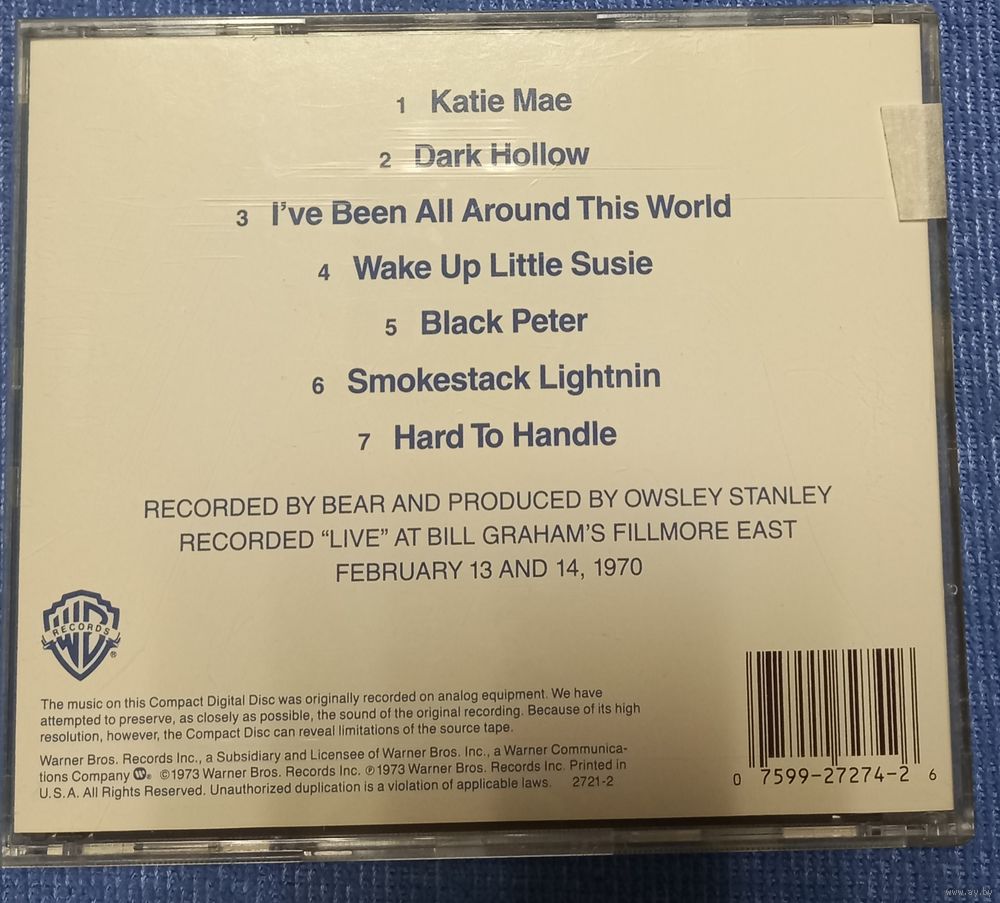 1 Katie Mae
2 Dark Hollow
3 I've Been All Around This World
4 Wake Up Little Susie
5 Black Peter
6 Smokestack Lightnin
7 Hard To Handle
RECORDED BY BEAR AND PRODUCED BY OWSLEY STANLEY
RECORDED “LIVE” AT BILL GRAHAM'S FILLMORE EAST
FEBRUARY 13 AND 14, 1970
WB RECORDS ®
The music on this Compact Digital Disc was originally recorded on analog equipment. We have
attempted to preserve, as closely as possible, the sound of the original recording. Because of its high
resolution, however, the Compact Disc can reveal limitations of the source tape.
Warner Bros. Records Inc., a Subsidiary and Licensee of Warner Bros. Inc., a Warner Communica-
tions Company. ©1973 Warner Bros. Records Inc. ℗1973 Warner Bros. Records Inc. Printed in
U.S.A. All Rights Reserved. Unauthorized duplication is a violation of applicable laws. 2721-2
0 7599-27274-2 6
www.ay.by